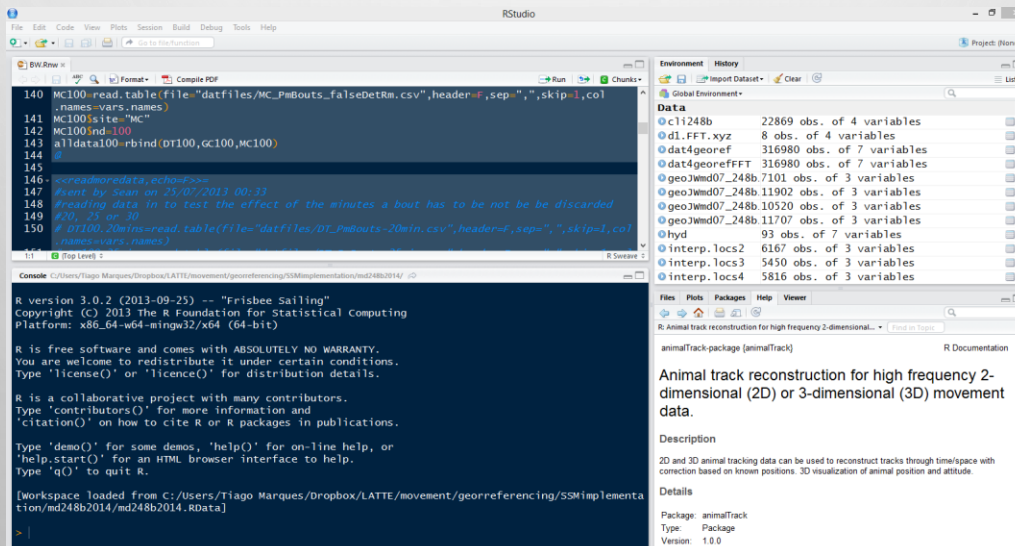 RStudio
File Edit Code View Plots Session Build Debug Tools Help
Go to file/function
Project: (Non
BW.Rnw
ABC Format Compile PDF Run Chunks
140 MC100=read.table(file="datfiles/MC_PmBouts_falseDetRm.csv",header=F,sep=",",skip=1,col
.names=vars.names)
141 MC100$site="MC"
142 MC100$nd=100
143 alldata100=rbind(DT100,GC100,MC100)
144 @
145
146 <<readmoredata,echo=F>>=
147 #sent by Sean on 25/07/2013 00:33
148 #reading data in to test the effect of the minutes a bout has to be not be be discarded
149 #20, 25 or 30
150 # DT100.20mins=read.table(file="datfiles/DT_PmBouts-20min.csv",header=F,sep=",",skip=1,col
.names=vars.names)
1:1 (Top Level) R Sweave
Console C:/Users/Tiago Marques/Dropbox/LATTE/movement/georreferencing/SSMimplementation/md248b2014/
R version 3.0.2 (2013-09-25) -- "Frisbee Sailing"
Copyright (C) 2013 The R Foundation for Statistical Computing
Platform: x86_64-w64-mingw32/x64 (64-bit)
R is free software and comes with ABSOLUTELY NO WARRANTY.
You are welcome to redistribute it under certain conditions.
Type 'license()' or 'licence()' for distribution details.
R is a collaborative project with many contributors.
Type 'contributors()' for more information and
'citation()' on how to cite R or R packages in publications.
Type 'demo()' for some demos, 'help()' for on-line help, or
'help.start()' for an HTML browser interface to help.
Type 'q()' to quit R.
[Workspace loaded from C:/Users/Tiago Marques/Dropbox/LATTE/movement/georreferencing/SSMimplementa
tion/md248b2014/md248b2014.RData]
>
Environment History
Import Dataset Clear Lis
Global Environment
Data
cli248b 22869 obs. of 4 variables
d1.FFT.xyz 8 obs. of 4 variables
dat4georef 316980 obs. of 7 variables
dat4georefFFT 316980 obs. of 7 variables
geoJWmd07_248b.7101 obs. of 3 variables
geoJWmd07_248b.11902 obs. of 3 variables
geoJWmd07_248b.10520 obs. of 3 variables
geoJWmd07_248b.11707 obs. of 3 variables
hyd 93 obs. of 7 variables
interp.locs2 6167 obs. of 3 variables
interp.locs3 5450 obs. of 3 variables
interp.locs4 5816 obs. of 3 variables
Files Plots Packages Help Viewer
R: Animal track reconstruction for high frequency 2-dimensional... Find in Topic
animalTrack-package {animalTrack} R Documentation
Animal track reconstruction for high frequency 2-
dimensional (2D) or 3-dimensional (3D) movement
data.
Description
2D and 3D animal tracking data can be used to reconstruct tracks through time/space with
correction based on known positions. 3D visualization of animal position and attitude.
Details
Package: animalTrack
Type: Package
Version: 1.0.0